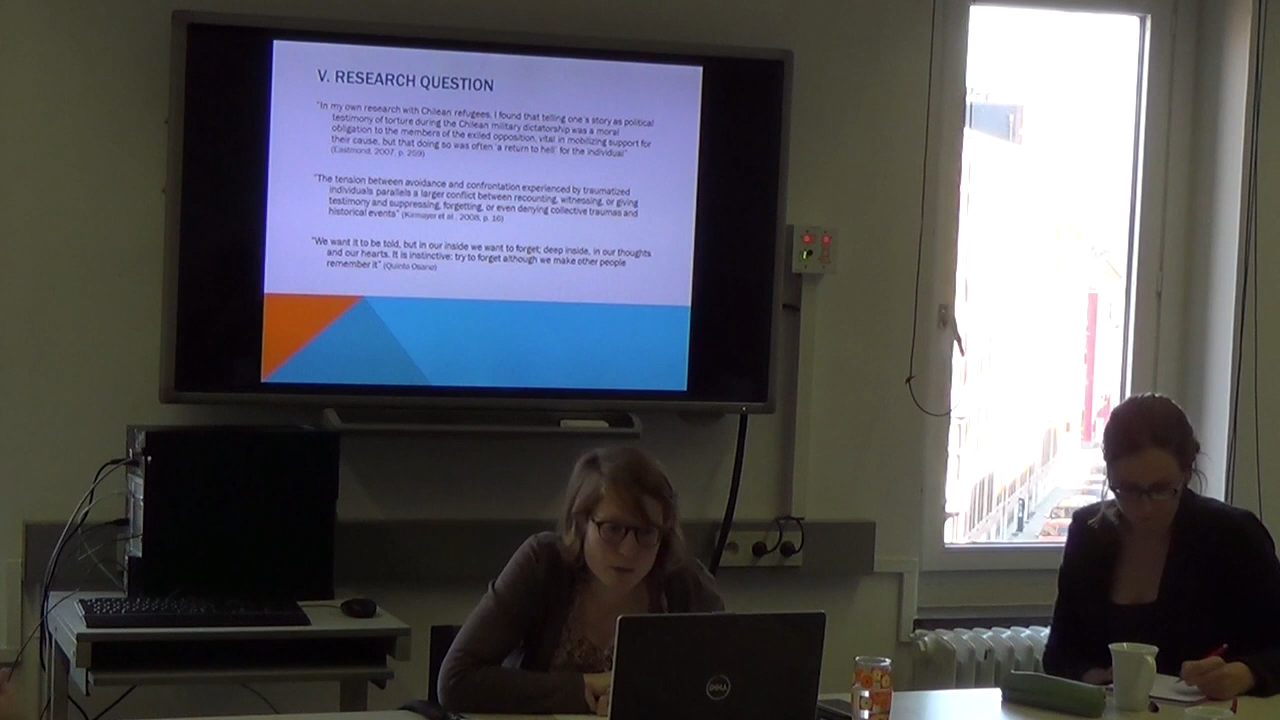 V. RESEARCH QUESTION
"In my own research with Chilean refugees, I found that telling one's story as political
testimony of torture during the Chilean military dictatorship was a moral
obligation to the members of the exiled opposition, vital in mobilizing support for
their cause, but that doing so was often 'a return to hell' for the individual"
(Eastmond, 2007, p. 259)
"The tension between avoidance and confrontation experienced by traumatized
individuals parallels a larger conflict between recounting, witnessing, or giving
testimony and suppressing, forgetting, or even denying collective traumas and
historical events" (Kirmayer et al., 2008, p. 16)
"We want it to be told, but in our inside we want to forget; deep inside, in our thoughts
and our hearts. It is instinctive: try to forget although we make other people
remember it" (Quinto Osane)
DELL